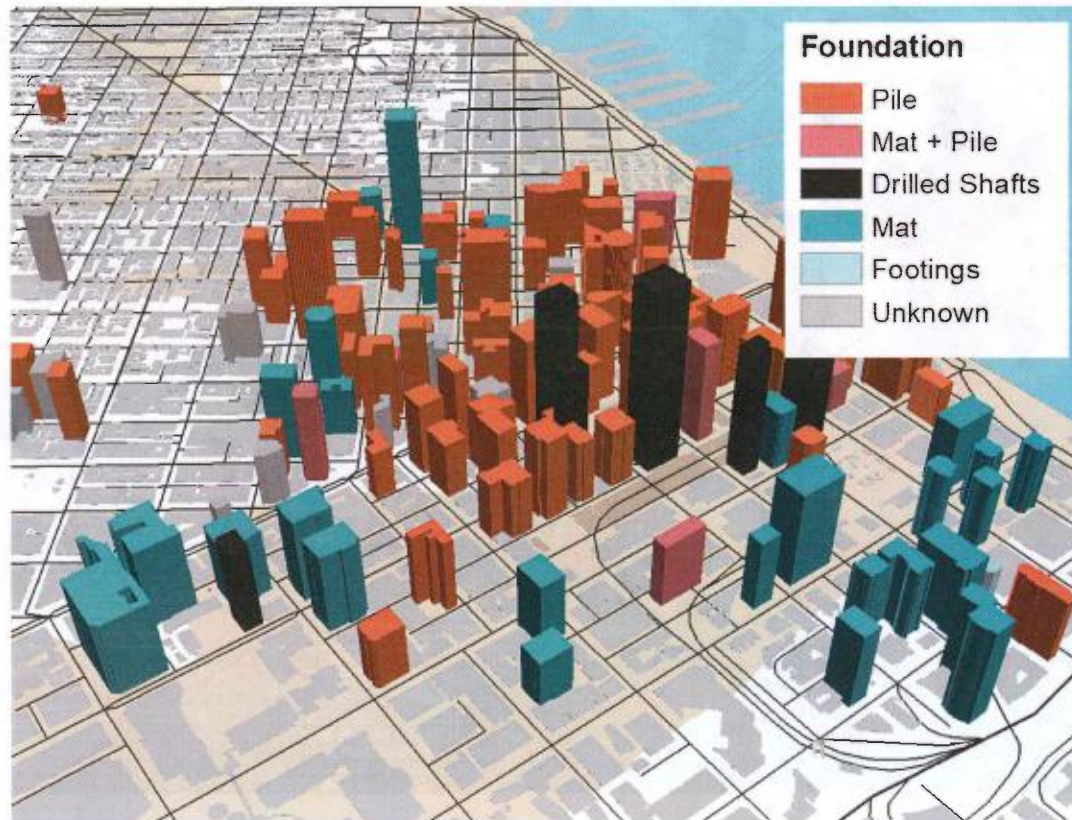 Foundation
Pile
Mat + Pile
Drilled Shafts
Mat
Footings
Unknown